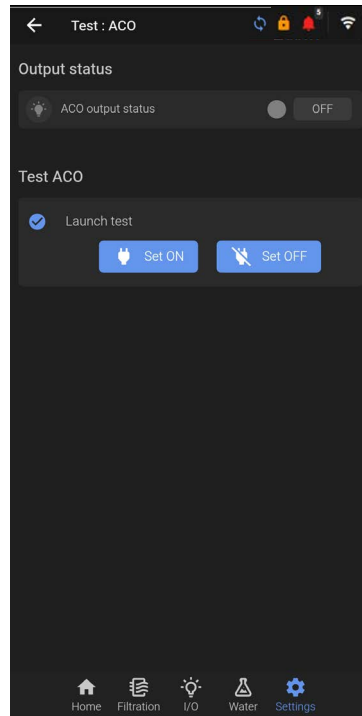 Test : ACO
5
Output status
ACO output status
OFF
Test ACO
Launch test
Set ON
Set OFF
Home
Filtration
I/O
Water
Settings